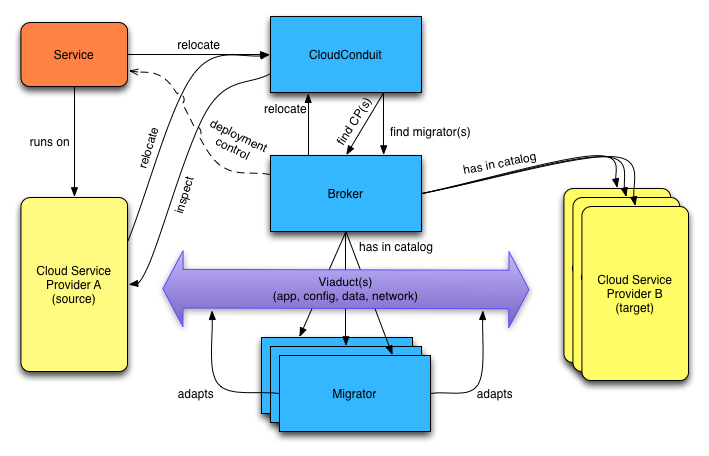 Service
relocate
CloudConduit
runs on
relocate
deployment
control
inspect
relocate
find CP(s)
find migrator(s)
Broker
has in catalog
has in catalog
Cloud Service
Provider A
(source)
Viaduct(s)
(app, config, data, network)
Cloud Service
Provider B
(target)
adapts
Migrator
adapts